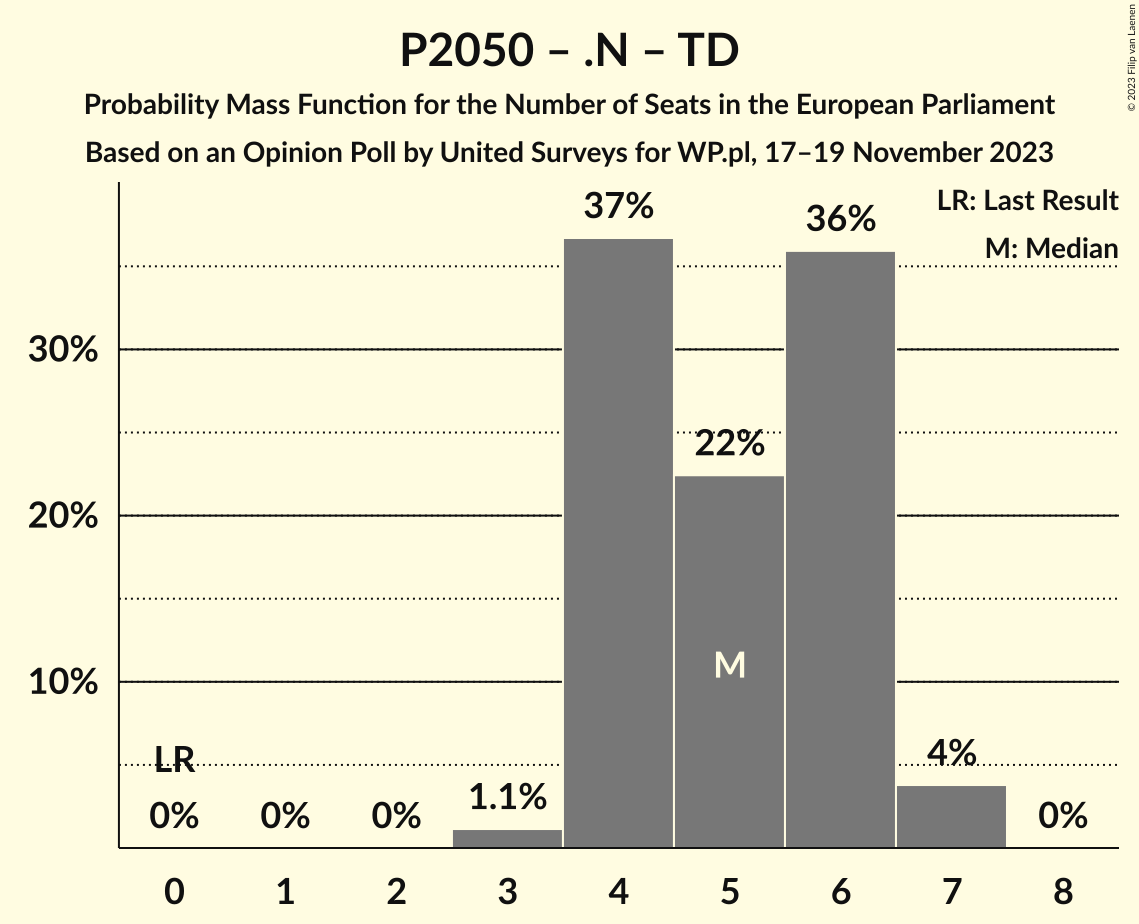 P2050 – .N – TD
Probability Mass Function for the Number of Seats in the European Parliament
Based on an Opinion Poll by United Surveys for WP.pl, 17–19 November 2023
© 2023 Filip van Laenen
LR: Last Result
M: Median
37%
36%
30%
22%
20%
M
10%
LR
4%
1.1%
0% 0% 0% 0%
0 1 2 3 4 5 6 7 8